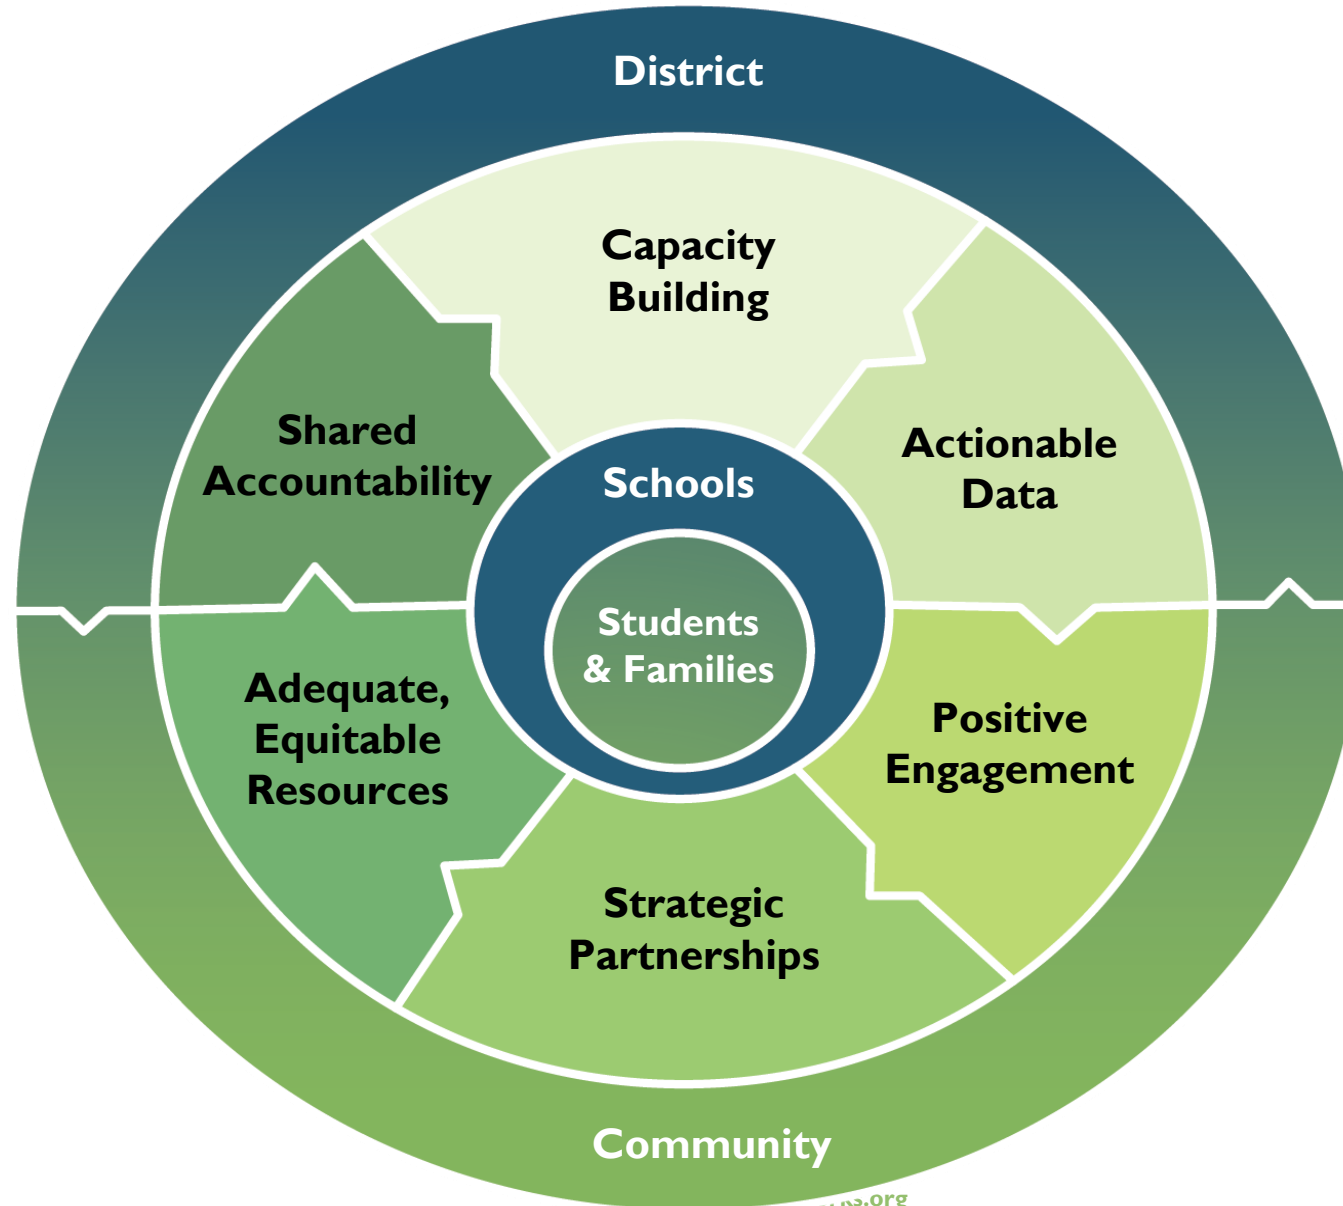 District
Capacity
Building
Shared
Accountability
Actionable
Data
Schools
Students
& Families
Adequate,
Equitable
Resources
Positive
Engagement
Strategic
Partnerships
Community